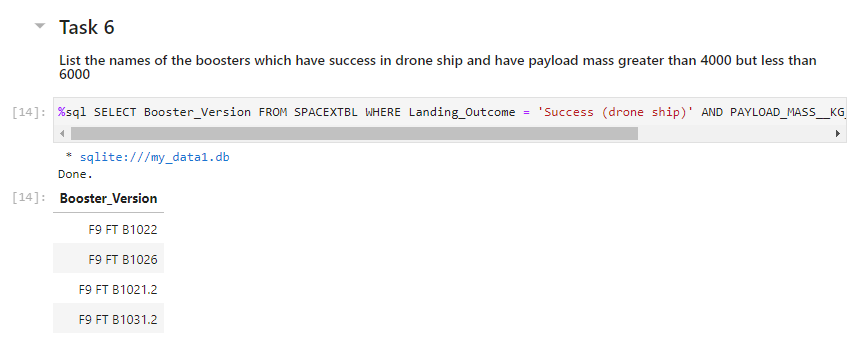 Task 6
List the names of the boosters which have success in drone ship and have payload mass greater than 4000 but less than
6000
[14]: %sql SELECT Booster_Version FROM SPACEXTBL WHERE Landing_Outcome = 'Success (drone ship)' AND PAYLOAD_MASS__KG_
* sqlite:///my_data1.db
Done.
[14]: Booster_Version
F9 FT B1022
F9 FT B1026
F9 FT B1021.2
F9 FT B1031.2